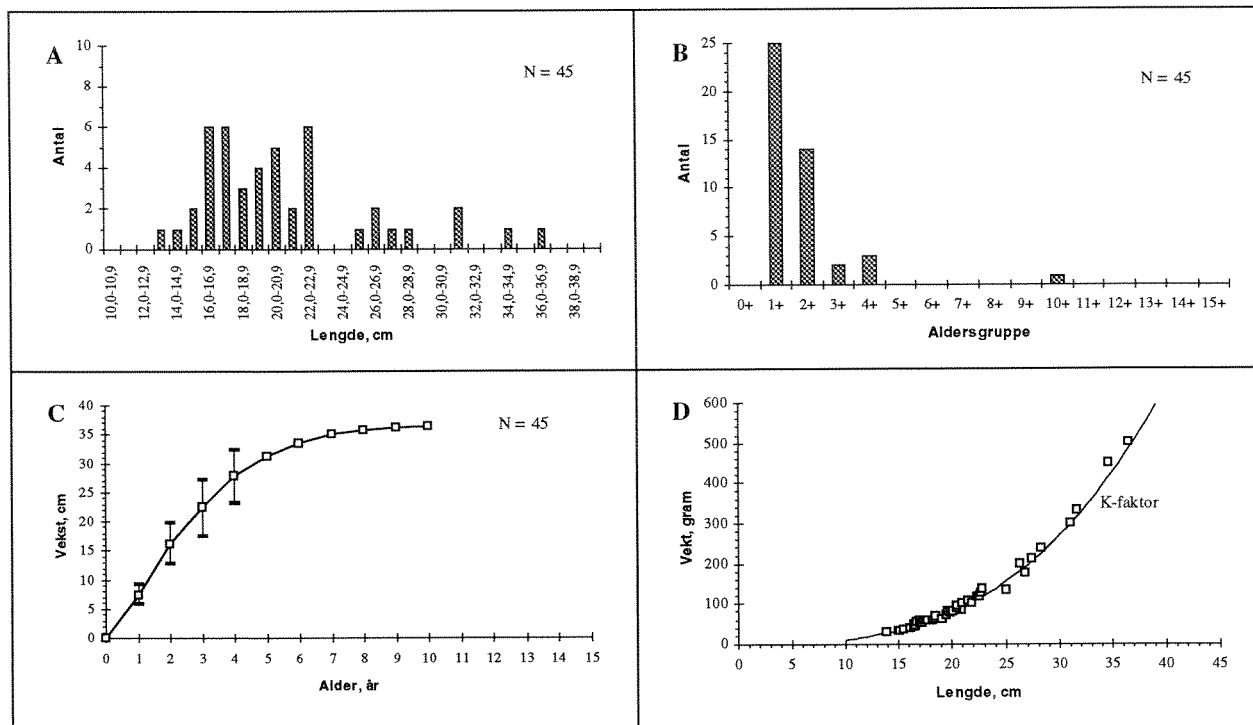 A
N = 45
Antal
10
8
6
4
2
0
10,0-10,9
12,0-12,9
14,0-14,9
16,0-16,9
18,0-18,9
20,0-20,9
22,0-22,9
24,0-24,9
26,0-26,9
28,0-28,9
30,0-30,9
32,0-32,9
34,0-34,9
36,0-36,9
38,0-38,9
Lengde, cm
B
N = 45
Antal
25
20
15
10
5
0
0+ 1+ 2+ 3+ 4+ 5+ 6+ 7+ 8+ 9+ 10+ 11+ 12+ 13+ 14+ 15+
Aldersgruppe
C
N = 45
Vekst, cm
40
35
30
25
20
15
10
5
0
0 1 2 3 4 5 6 7 8 9 10 11 12 13 14 15
Alder, år
D
Vekt, gram
600
500
400
300
200
100
0
K-faktor
0 5 10 15 20 25 30 35 40 45
Lengde, cm